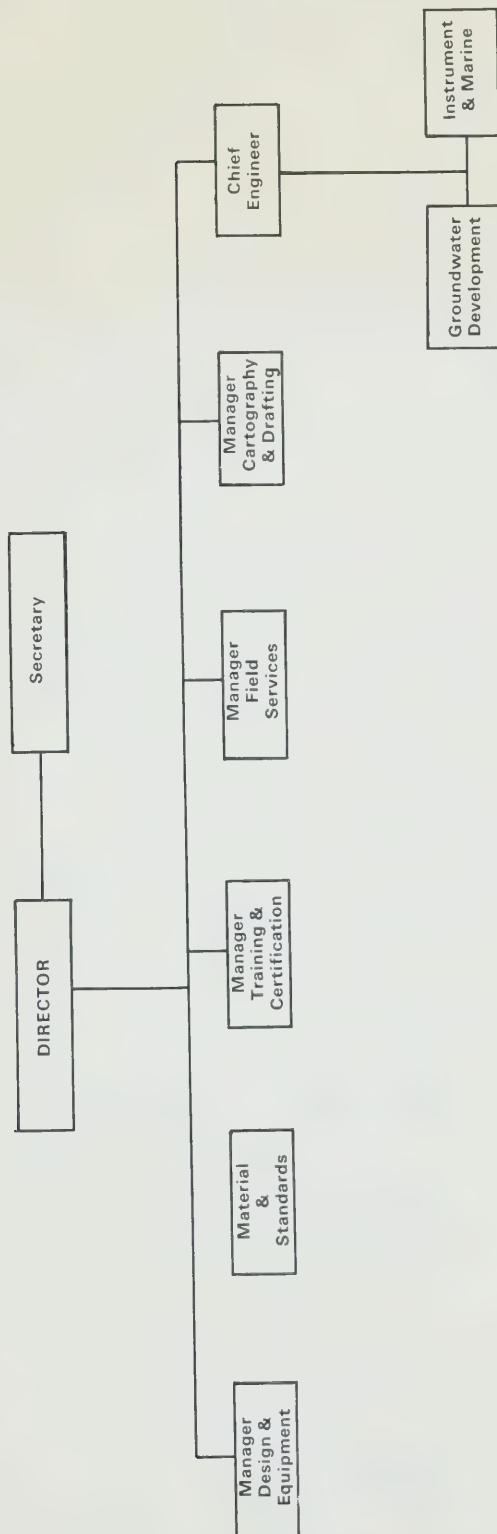 DIRECTOR
Secretary
Manager
Design &
Equipment
Material
&
Standards
Manager
Training &
Certification
Manager
Field
Services
Manager
Cartography
& Drafting
Chief
Engineer
Groundwater
Development
Instrument
& Marine